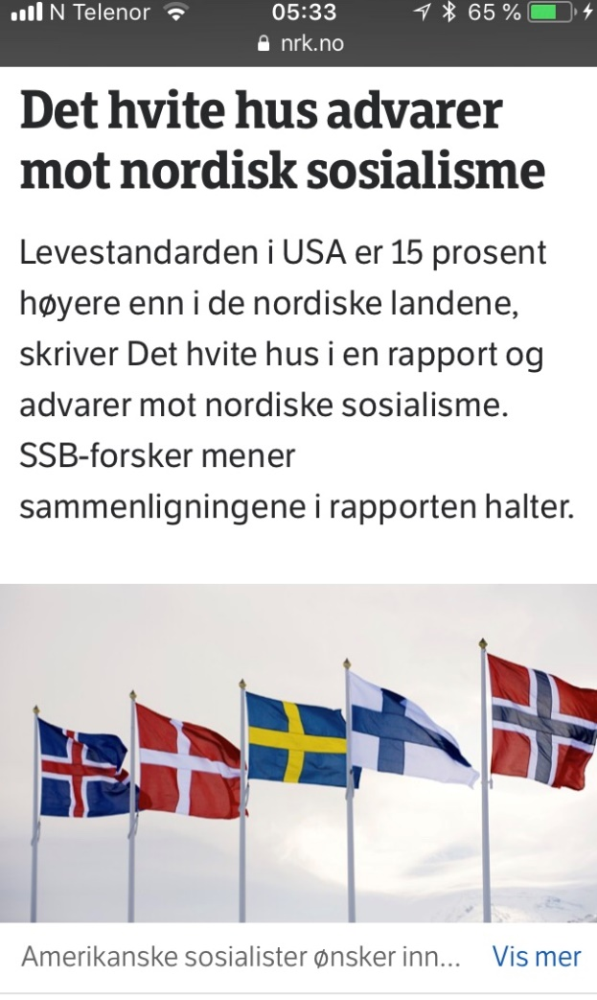 N Telenor 05:33 65 %
nrk.no
Det hvite hus advarer
mot nordisk sosialisme
Levestandarden i USA er 15 prosent
høyere enn i de nordiske landene,
skriver Det hvite hus i en rapport og
advarer mot nordiske sosialisme.
SSB-forsker mener
sammenligningene i rapporten halter.
Amerikanske sosialister ønsker inn... Vis mer